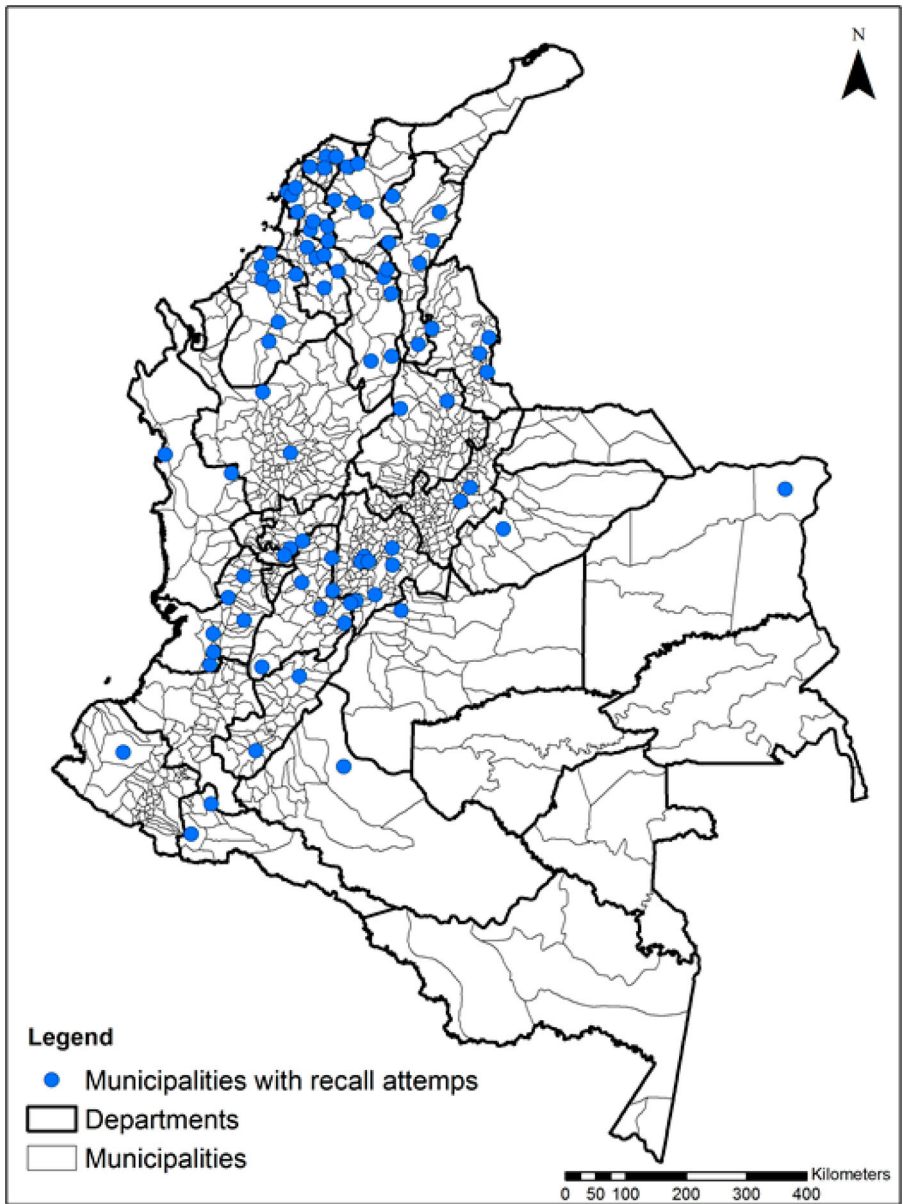 N
Legend
Municipalities with recall attemps
Departments
Municipalities
Kilometers
0 50 100 200 300 400